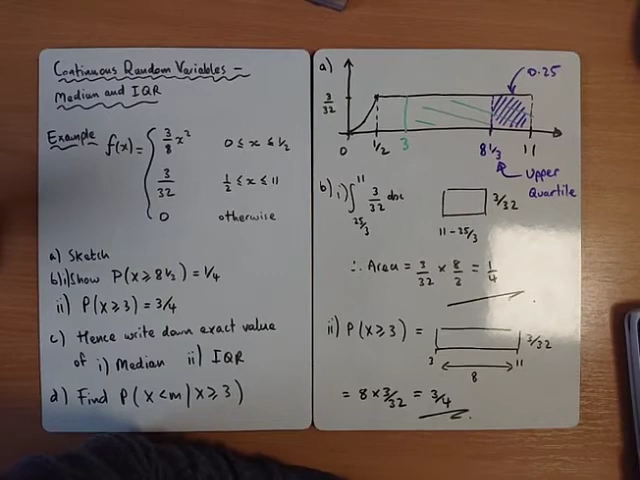 Continuous Random Variables –
Median and IQR
Example f(x) = { 3/8 x² 0 ≤ x ≤ 1/2
3/32 1/2 ≤ x ≤ 11
0 otherwise
a) Sketch
b)i) Show P(X ≥ 8 1/2) = 1/4
ii) P(X ≥ 3) = 3/4
c) Hence write down exact value
of i) Median ii) IQR
d) Find P(X < m | X ≥ 3)
a)
0.25
3/32
0 1/2 3 8 1/3 11
Upper
Quartile
b) i) ∫ 11 25/3 3/32 dx 3/32
11 – 25/3
∴ Area = 3/32 × 8/3 = 1/4
ii) P(X ≥ 3) = 3/32
3 11
8
= 8 × 3/32 = 3/4